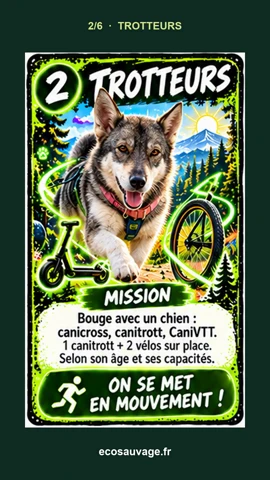 2/6 · TROTTEURS
2 TROTTEURS
MISSION
Bouge avec un chien :
canicross, canitrott, CaniVTT.
1 canitrott + 2 vélos sur place.
Selon son âge et ses capacités.
ON SE MET
EN MOUVEMENT !
ecosauvage.fr